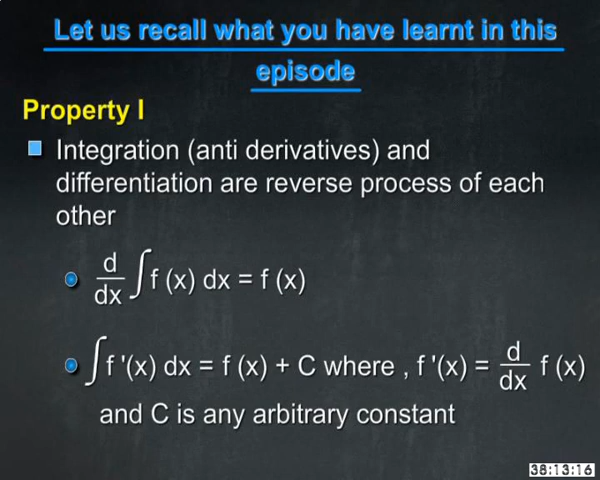 Let us recall what you have learnt in this
episode
Property I
Integration (anti derivatives) and
differentiation are reverse process of each
other
d/dx ∫f (x) dx = f (x)
∫f '(x) dx = f (x) + C where , f '(x) = d/dx f (x)
and C is any arbitrary constant
38:13:16